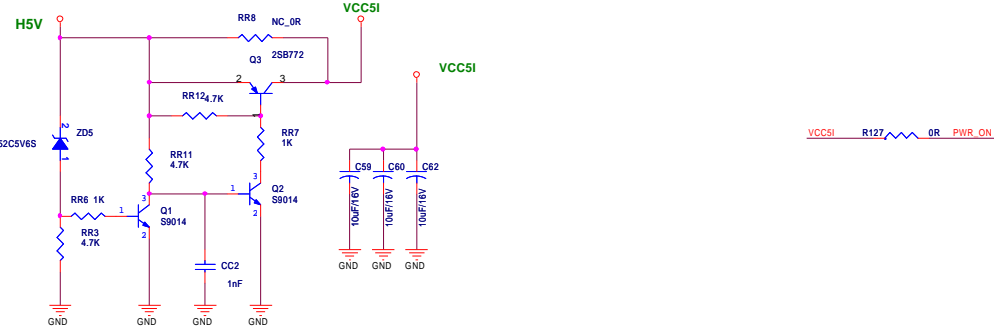 H5V
RR8
NC_0R
VCC5I
Q3
2SB772
2
3
RR12
4.7K
1
2
ZD5
52C5V6S
1
RR7
1K
RR11
4.7K
RR6 1K
1
3
Q1
S9014
2
1
3
Q2
S9014
2
RR3
4.7K
CC2
1nF
GND
GND
GND
GND
VCC5I
C59
C60
C62
10uF/16V
10uF/16V
10uF/16V
GND
GND
GND
VCC5I
R127
0R
PWR_ON